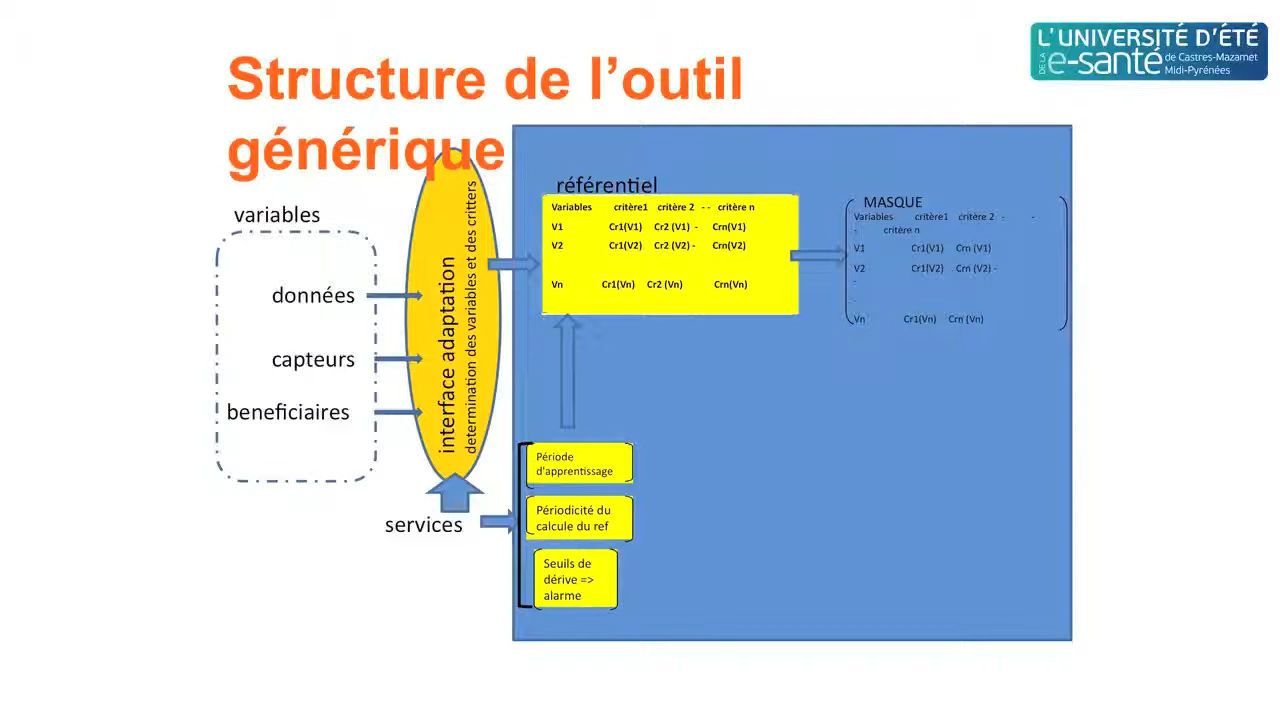 L'UNIVERSITÉ D'ÉTÉ
DE LA
e-santé
de Castres-Mazamet
Midi-Pyrénées
Structure de l’outil
générique
variables
données
capteurs
beneficiaires
interface adaptation
determination des variables et des critters
services
référentiel
Variables critère1 critère 2 - - critère n
V1 Cr1(V1) Cr2 (V1) - Crn(V1)
V2 Cr1(V2) Cr2 (V2) - Crn(V2)
Vn Cr1(Vn) Cr2 (Vn) Crn(Vn)
MASQUE
Variables critère1 critère 2 - -
- critère n
V1 Cr1(V1) Crn (V1)
V2 Cr1(V2) Crn (V2) -
-
-
Vn Cr1(Vn) Crn (Vn)
Période
d'apprentissage
Périodicité du
calcule du ref
Seuils de
dérive =>
alarme